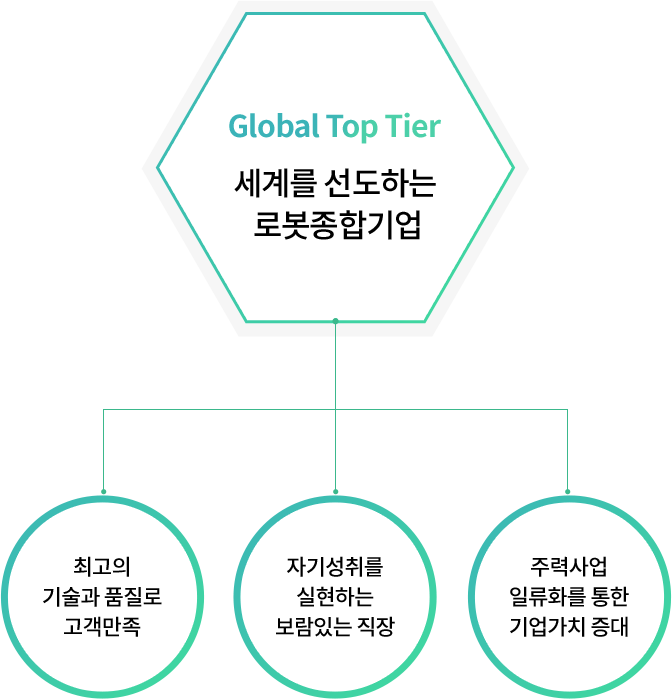 Global Top Tier
세계를 선도하는
로봇종합기업
최고의
기술과 품질로
고객만족
자기성취를
실현하는
보람있는 직장
주력사업
일류화를 통한
기업가치 증대